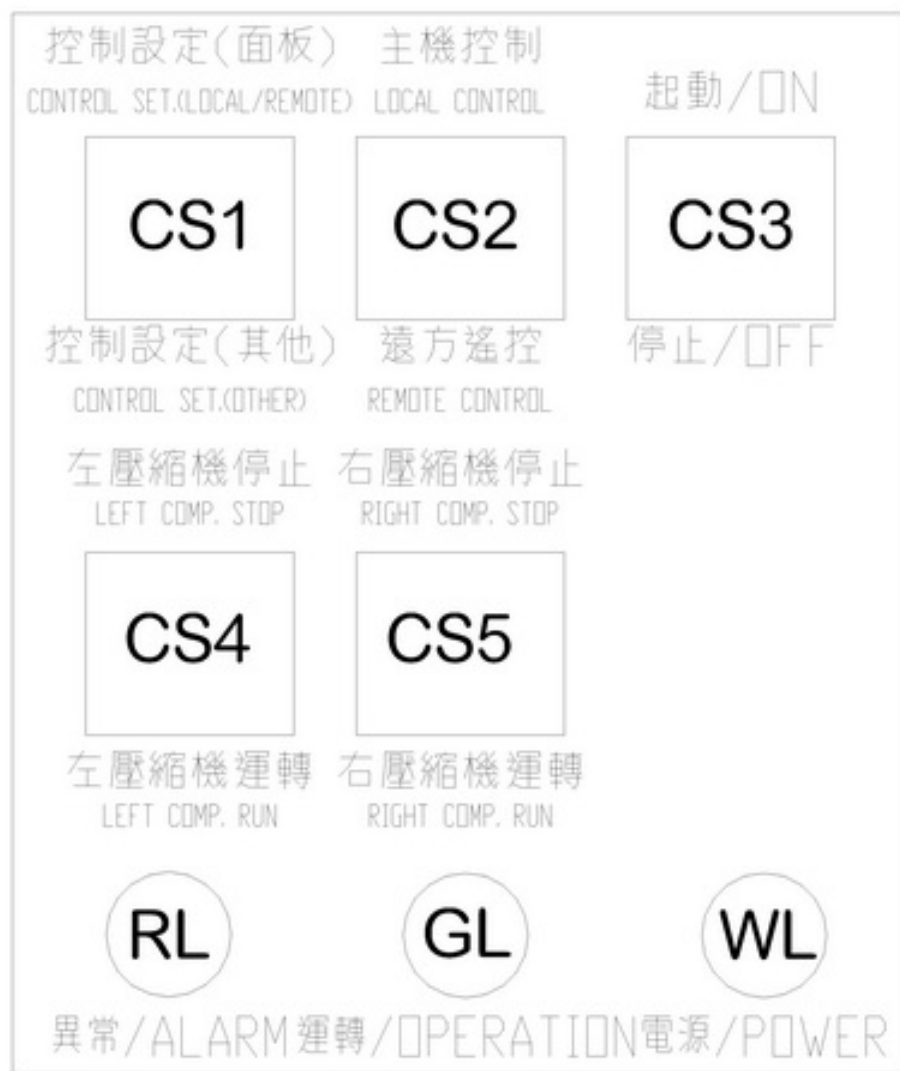 控制設定(面板) 主機控制
CONTROL SET.(LOCAL/REMOTE) LOCAL CONTROL 起動/ON
CS1 CS2 CS3
控制設定(其他) 遠方遙控 停止/OFF
CONTROL SET.(OTHER) REMOTE CONTROL
左壓縮機停止 右壓縮機停止
LEFT COMP. STOP RIGHT COMP. STOP
CS4 CS5
左壓縮機運轉 右壓縮機運轉
LEFT COMP. RUN RIGHT COMP. RUN
RL GL WL
異常/ALARM 運轉/OPERATION 電源/POWER